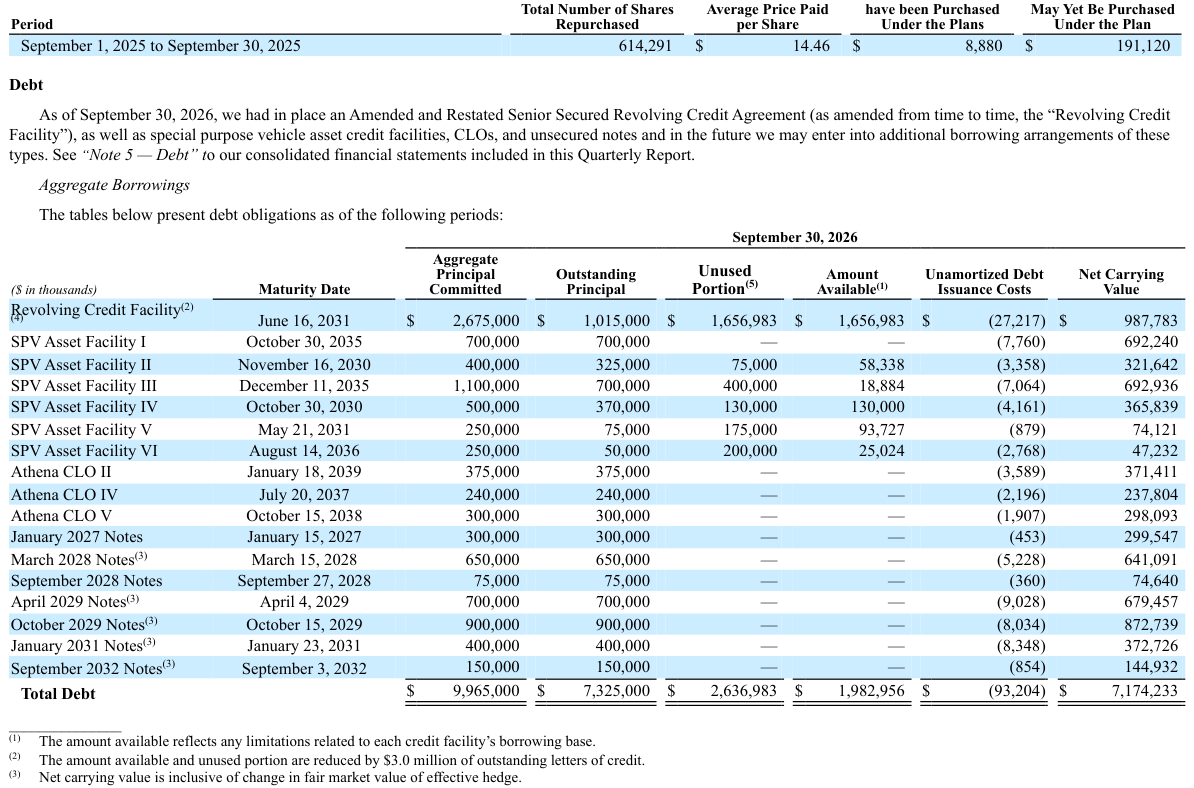 Total Number of Shares Repurchased Average Price Paid per Share have been Purchased Under the Plans May Yet Be Purchased Under the Plan
Period
September 1, 2025 to September 30, 2025 614,291 $ 14.46 $ 8,880 $ 191,120
Debt
As of September 30, 2026, we had in place an Amended and Restated Senior Secured Revolving Credit Agreement (as amended from time to time, the “Revolving Credit
Facility”), as well as special purpose vehicle asset credit facilities, CLOs, and unsecured notes and in the future we may enter into additional borrowing arrangements of these
types. See “Note 5 — Debt” to our consolidated financial statements included in this Quarterly Report.
Aggregate Borrowings
The tables below present debt obligations as of the following periods:
September 30, 2026
($ in thousands) Maturity Date Aggregate Principal Committed Outstanding Principal Unused Portion(5) Amount Available(1) Unamortized Debt Issuance Costs Net Carrying Value
Revolving Credit Facility(2)(4) June 16, 2031 $ 2,675,000 $ 1,015,000 $ 1,656,983 $ 1,656,983 $ (27,217) $ 987,783
SPV Asset Facility I October 30, 2035 700,000 700,000 — — (7,760) 692,240
SPV Asset Facility II November 16, 2030 400,000 325,000 75,000 58,338 (3,358) 321,642
SPV Asset Facility III December 11, 2035 1,100,000 700,000 400,000 18,884 (7,064) 692,936
SPV Asset Facility IV October 30, 2030 500,000 370,000 130,000 130,000 (4,161) 365,839
SPV Asset Facility V May 21, 2031 250,000 75,000 175,000 93,727 (879) 74,121
SPV Asset Facility VI August 14, 2036 250,000 50,000 200,000 25,024 (2,768) 47,232
Athena CLO II January 18, 2039 375,000 375,000 — — (3,589) 371,411
Athena CLO IV July 20, 2037 240,000 240,000 — — (2,196) 237,804
Athena CLO V October 15, 2038 300,000 300,000 — — (1,907) 298,093
January 2027 Notes January 15, 2027 300,000 300,000 — — (453) 299,547
March 2028 Notes(3) March 15, 2028 650,000 650,000 — — (5,228) 641,091
September 2028 Notes September 27, 2028 75,000 75,000 — — (360) 74,640
April 2029 Notes(3) April 4, 2029 700,000 700,000 — — (9,028) 679,457
October 2029 Notes(3) October 15, 2029 900,000 900,000 — — (8,034) 872,739
January 2031 Notes(3) January 23, 2031 400,000 400,000 — — (8,348) 372,726
September 2032 Notes(3) September 3, 2032 150,000 150,000 — — (854) 144,932
Total Debt $ 9,965,000 $ 7,325,000 $ 2,636,983 $ 1,982,956 $ (93,204) $ 7,174,233
(1) The amount available reflects any limitations related to each credit facility’s borrowing base.
(2) The amount available and unused portion are reduced by $3.0 million of outstanding letters of credit.
(3) Net carrying value is inclusive of change in fair market value of effective hedge.